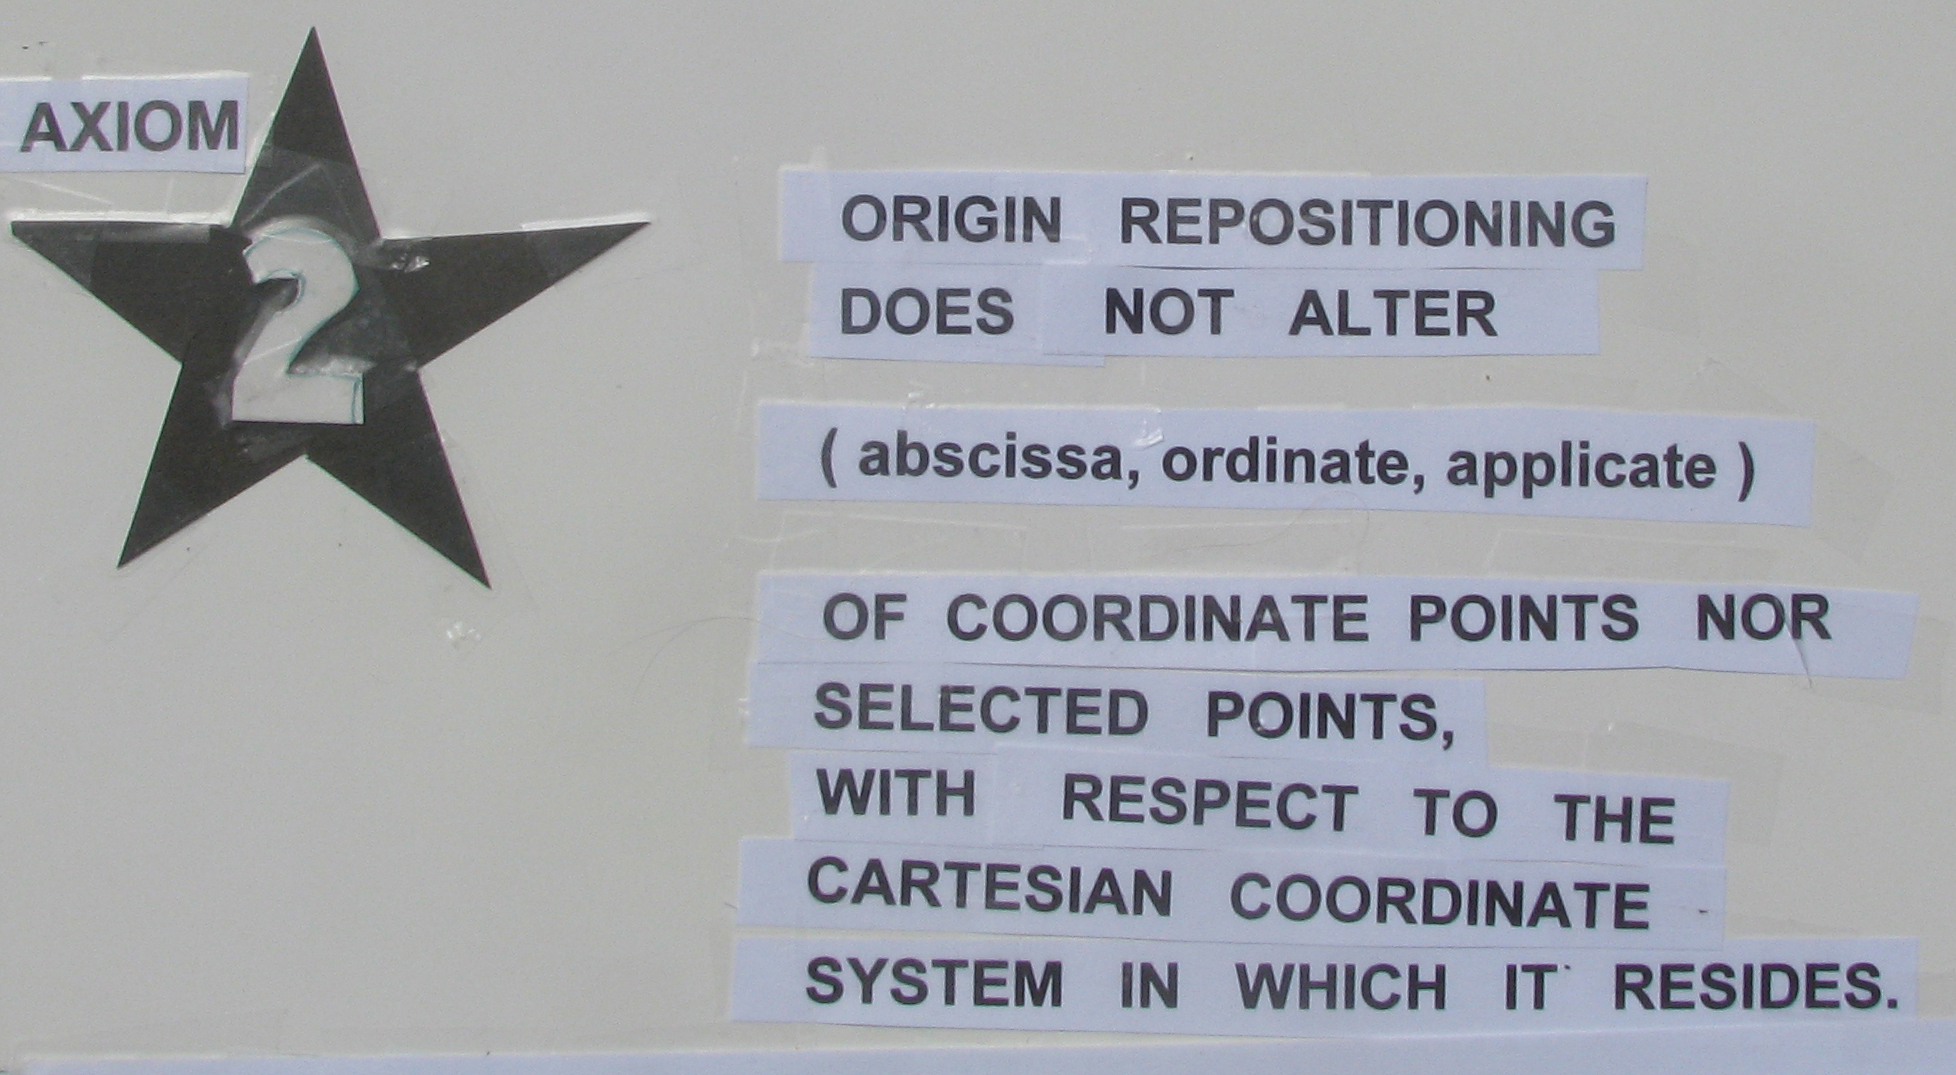 AXIOM
2
ORIGIN REPOSITIONING
DOES NOT ALTER
( abscissa, ordinate, applicate )
OF COORDINATE POINTS NOR
SELECTED POINTS,
WITH RESPECT TO THE
CARTESIAN COORDINATE
SYSTEM IN WHICH IT RESIDES.